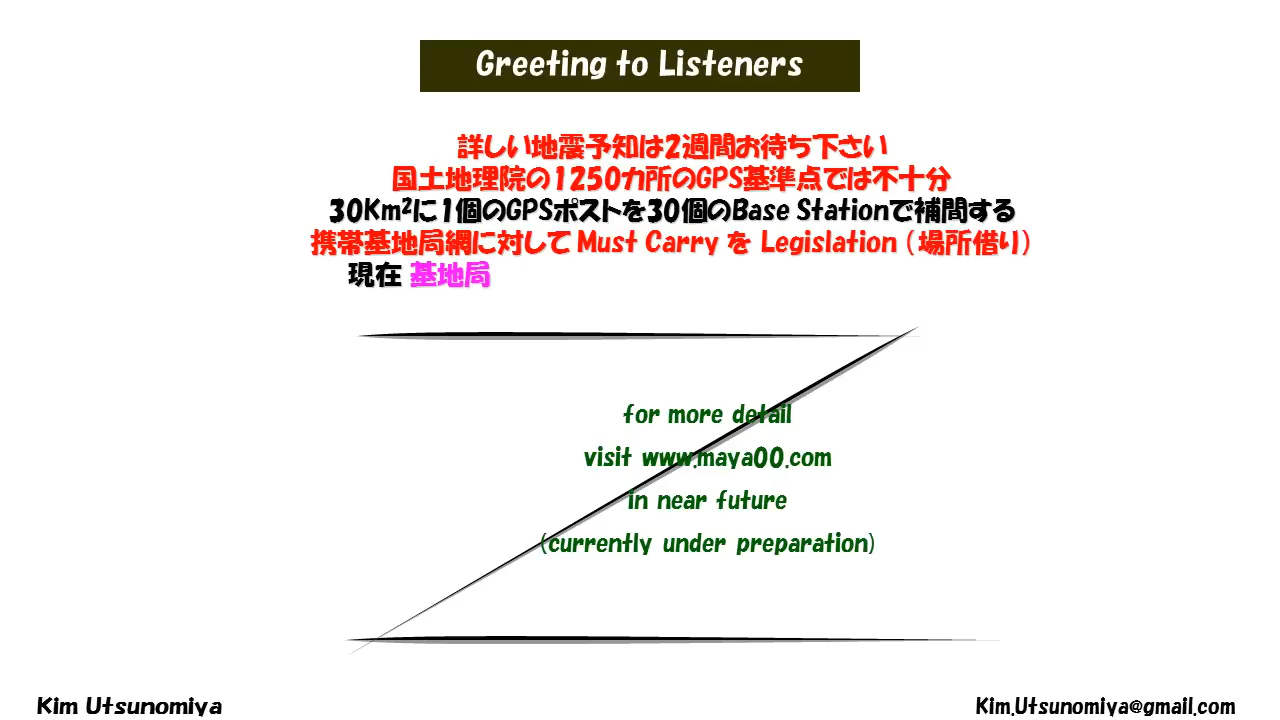 Greeting to Listeners
詳しい地震予知は2週間お待ち下さい
国土地理院の1250カ所のGPS基準点では不十分
30Km²に1個のGPSポストを30個のBase Stationで補間する
携帯基地局網に対してMust Carry を Legislation (場所借り)
現在 基地局
for more detail
visit www.maya00.com
in near future
(currently under preparation)
Kim Utsunomiya
Kim.Utsunomiya@gmail.com